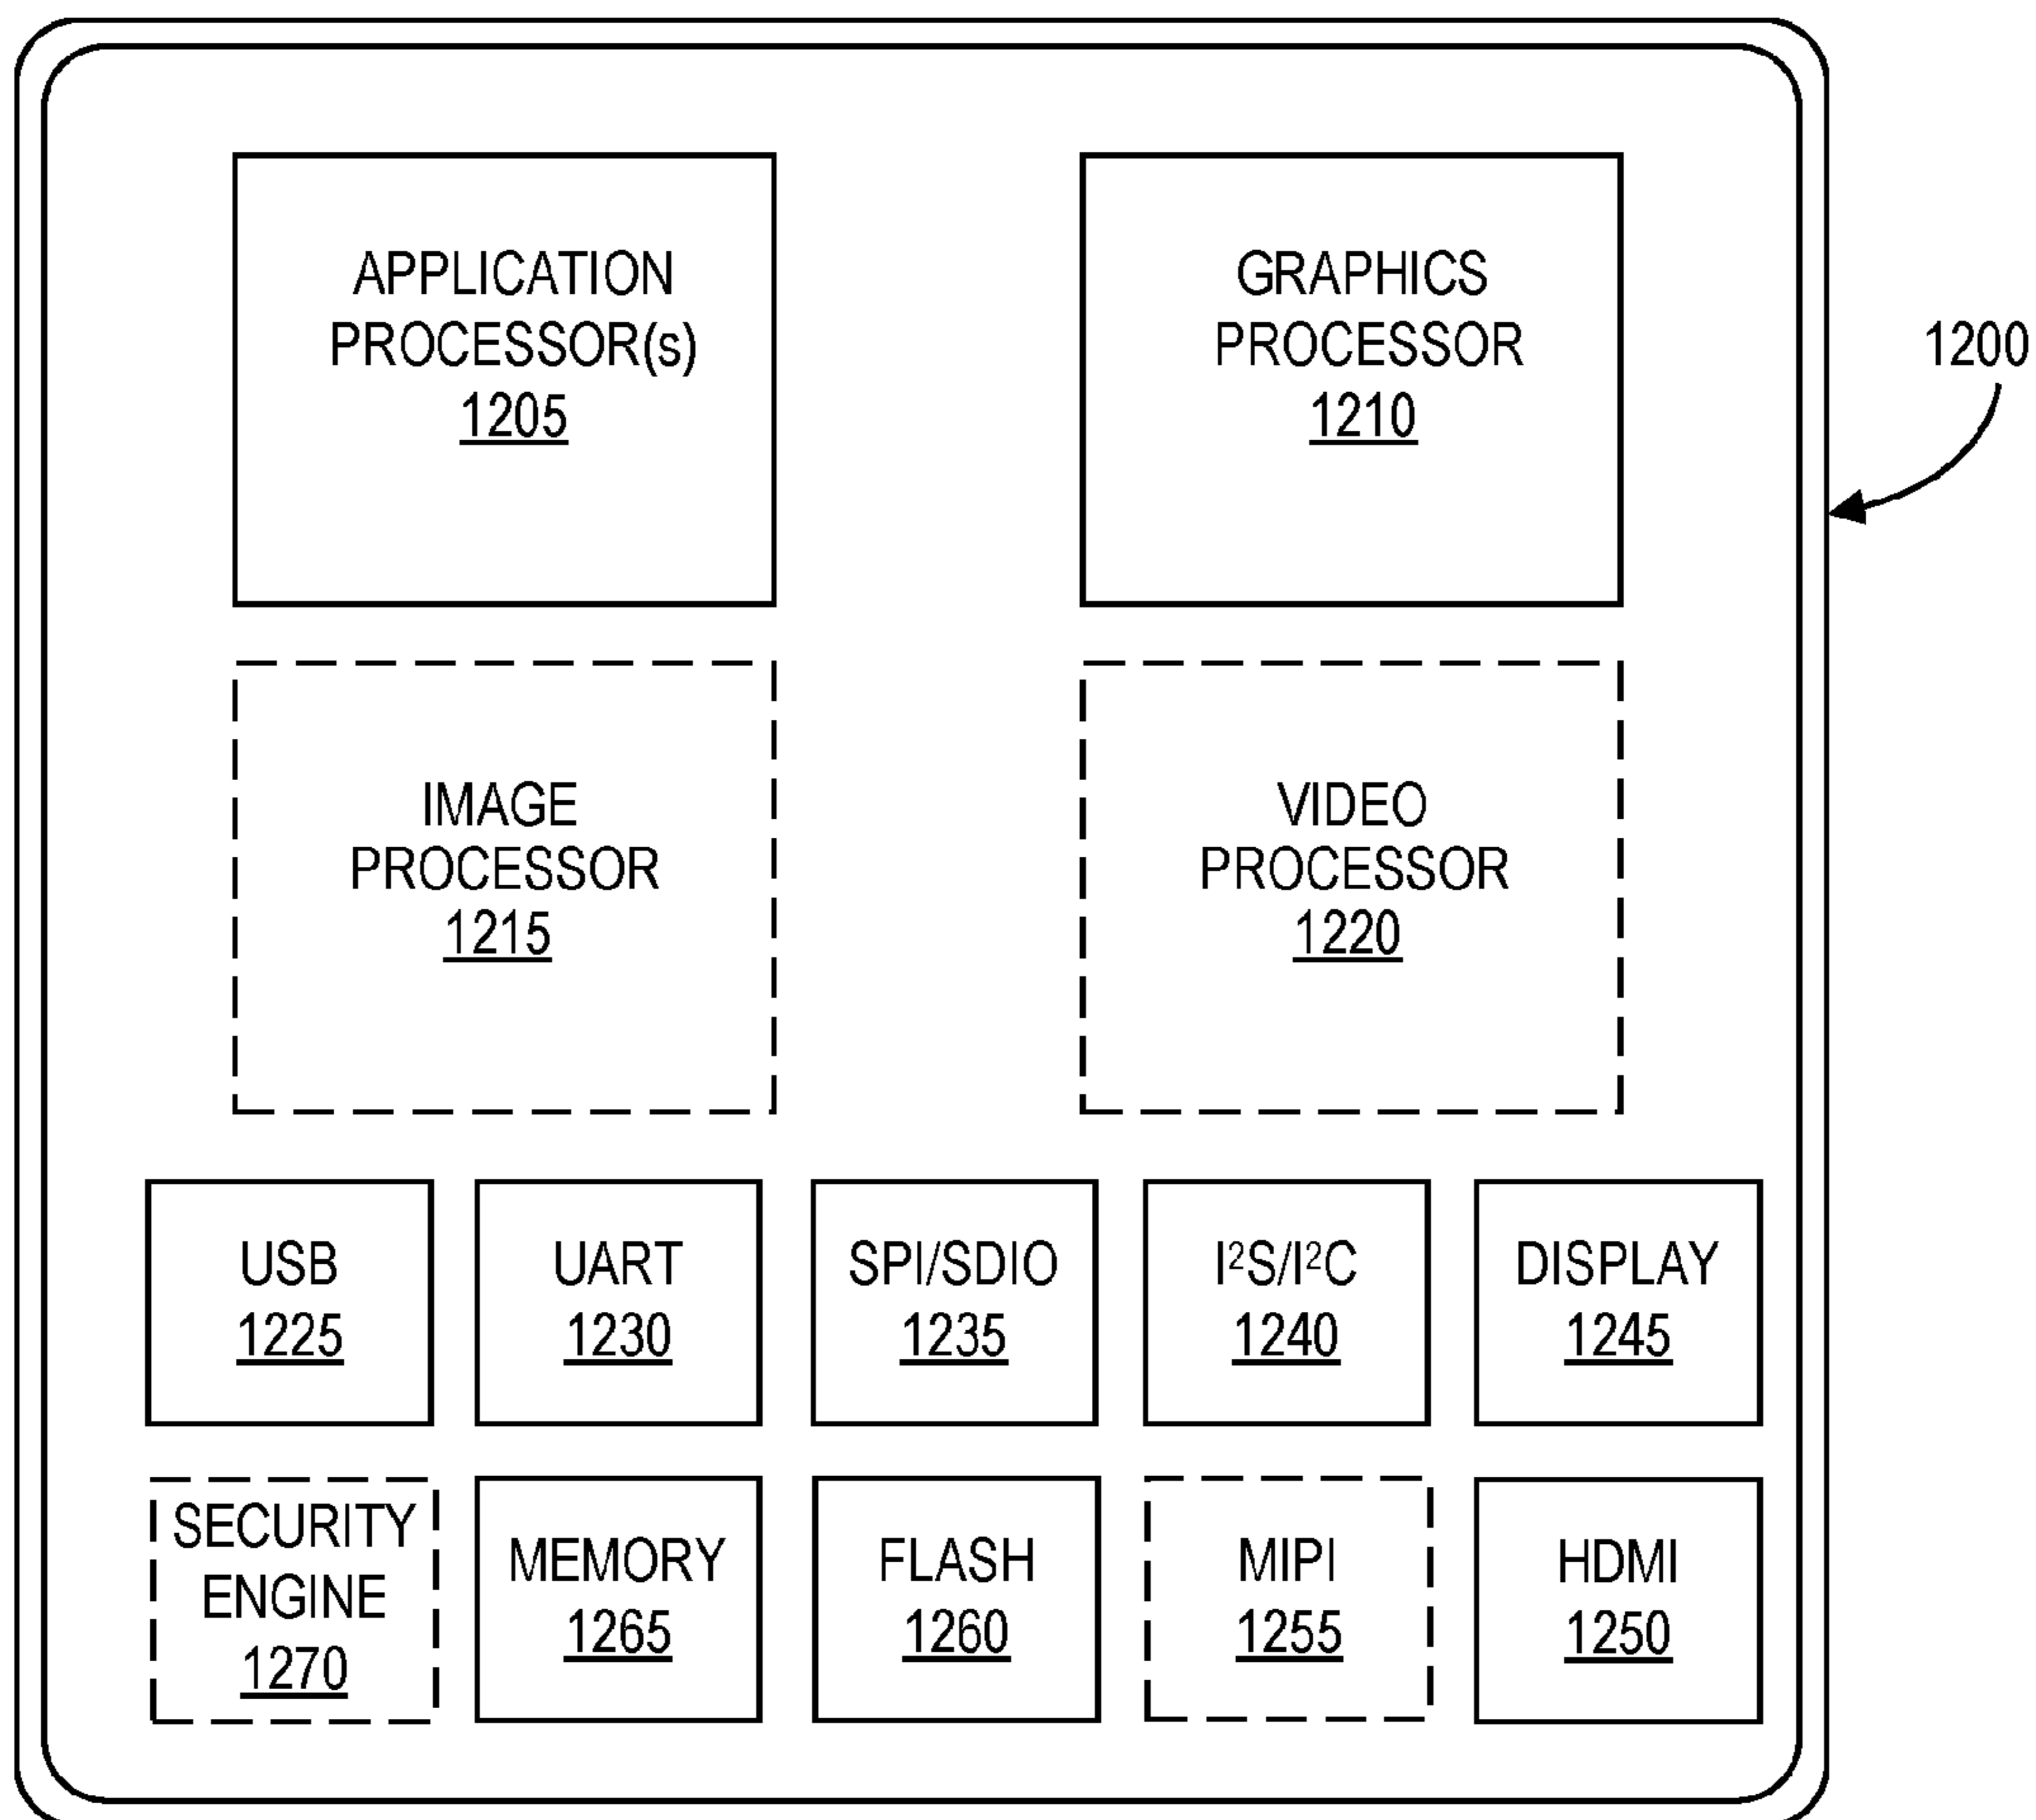 APPLICATION
PROCESSOR(s)
1205
GRAPHICS
PROCESSOR
1210
1200
IMAGE
PROCESSOR
1215
VIDEO
PROCESSOR
1220
USB
1225
UART
1230
SPI/SDIO
1235
I²S/I²C
1240
DISPLAY
1245
SECURITY
ENGINE
1270
MEMORY
1265
FLASH
1260
MIPI
1255
HDMI
1250